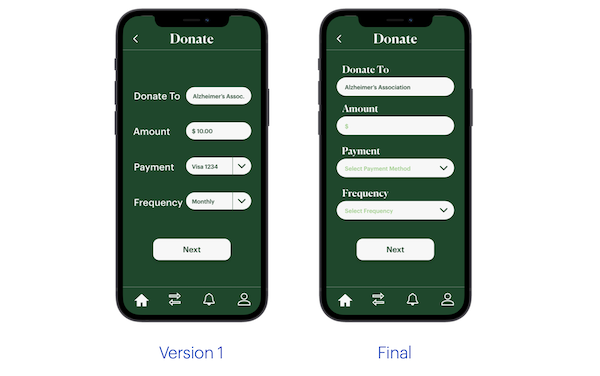 Donate
Donate To
Alzheimer's Assoc.
Amount
$ 10.00
Payment
Visa 1234
Frequency
Monthly
Next
Version 1
Donate
Donate To
Alzheimer's Association
Amount
$
Payment
Select Payment Method
Frequency
Select Frequency
Next
Final